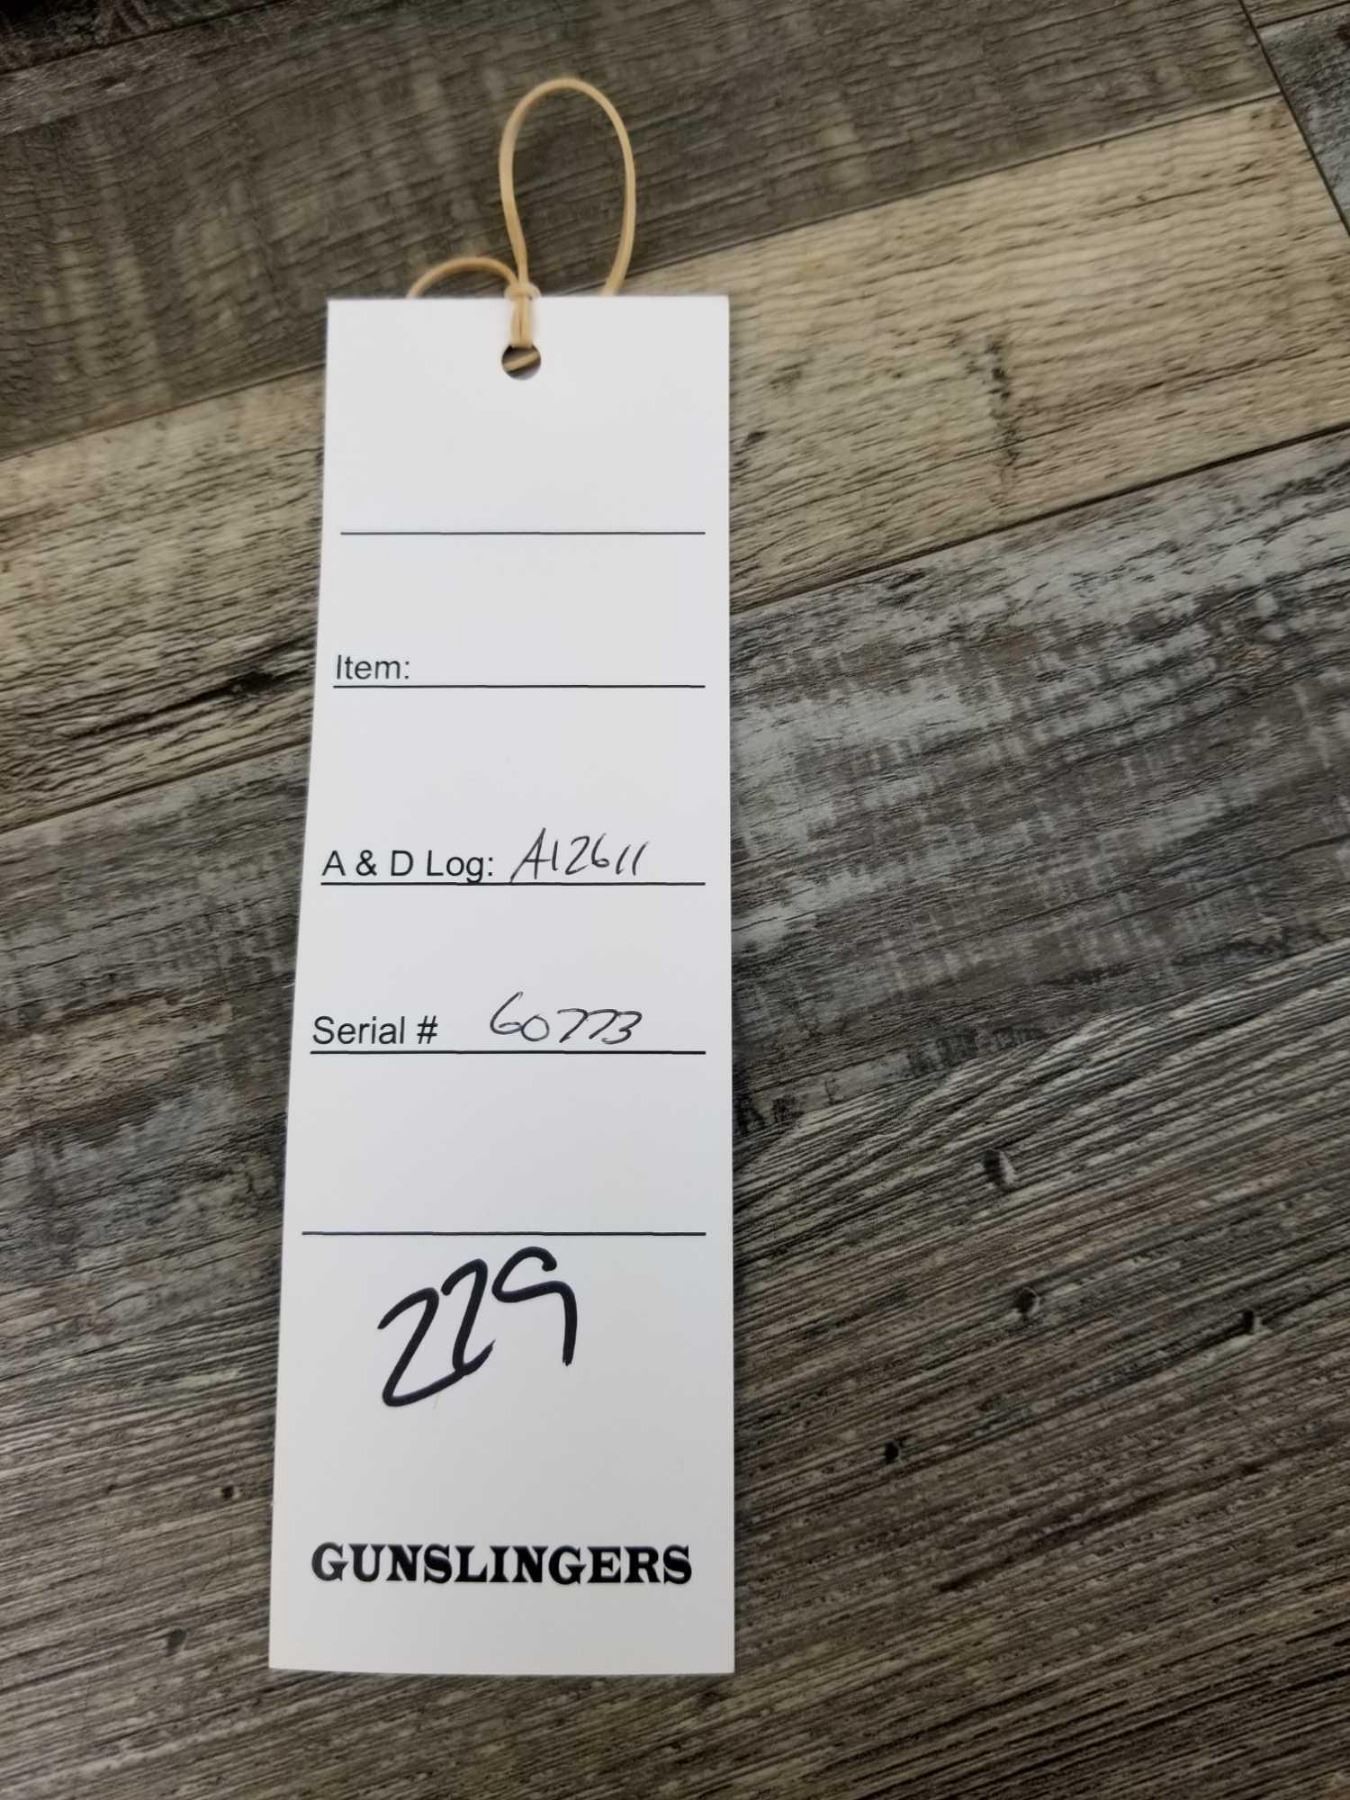 Item:
A & D Log: A12611
Serial # 60773
229
GUNSLINGERS